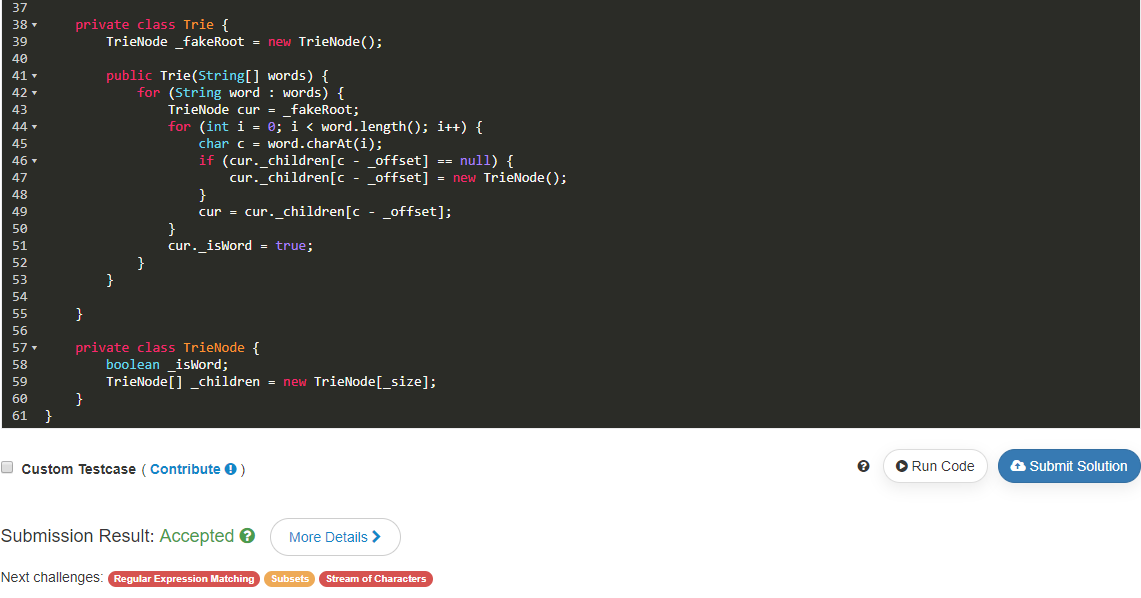 37
38 private class Trie {
39 TrieNode _fakeRoot = new TrieNode();
40
41 public Trie(String[] words) {
42 for (String word : words) {
43 TrieNode cur = _fakeRoot;
44 for (int i = 0; i < word.length(); i++) {
45 char c = word.charAt(i);
46 if (cur._children[c - _offset] == null) {
47 cur._children[c - _offset] = new TrieNode();
48 }
49 cur = cur._children[c - _offset];
50 }
51 cur._isWord = true;
52 }
53 }
54
55 }
56
57 private class TrieNode {
58 boolean _isWord;
59 TrieNode[] _children = new TrieNode[_size];
60 }
61 }
Custom Testcase ( Contribute ! ) ? Run Code Submit Solution
Submission Result: Accepted ? More Details
Next challenges: Regular Expression Matching Subsets Stream of Characters